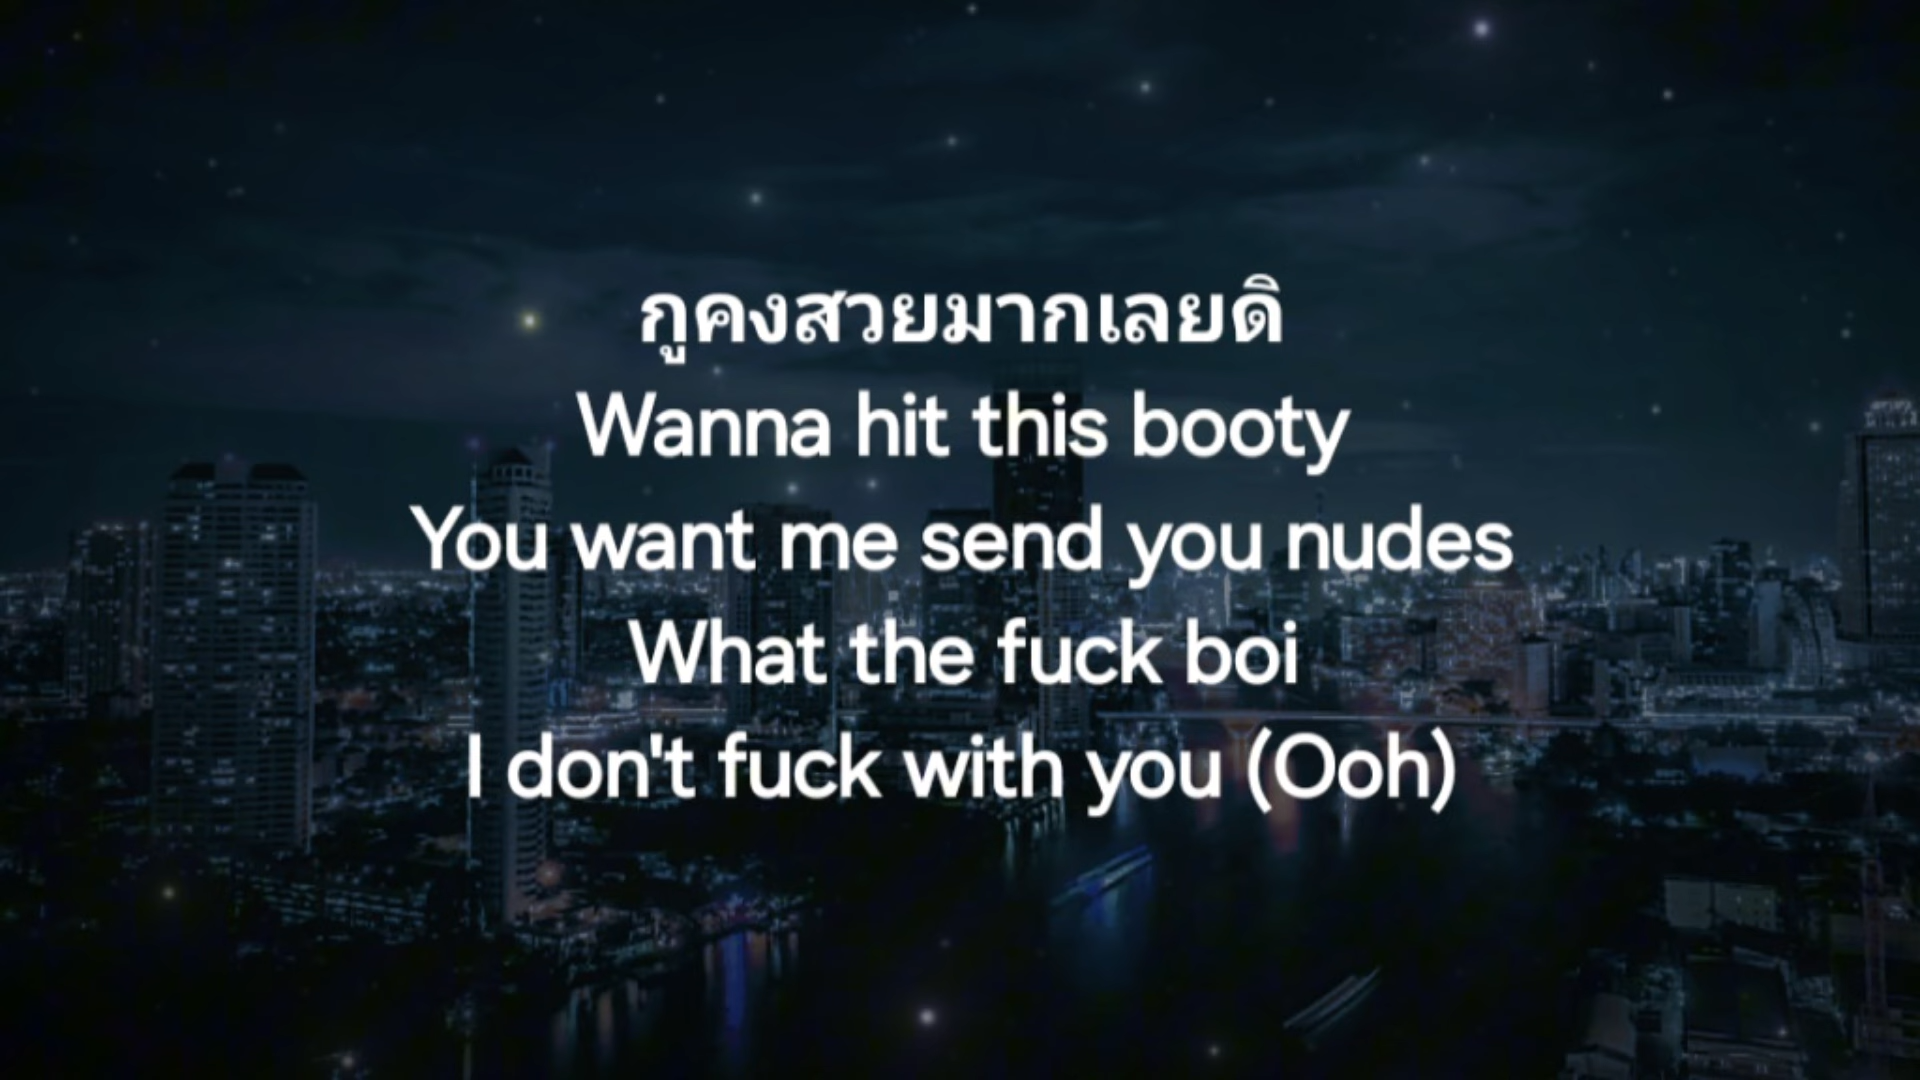 กูคงสวยมากเลยดิ
Wanna hit this booty
You want me send you nudes
What the fuck boi
I don't fuck with you (Ooh)